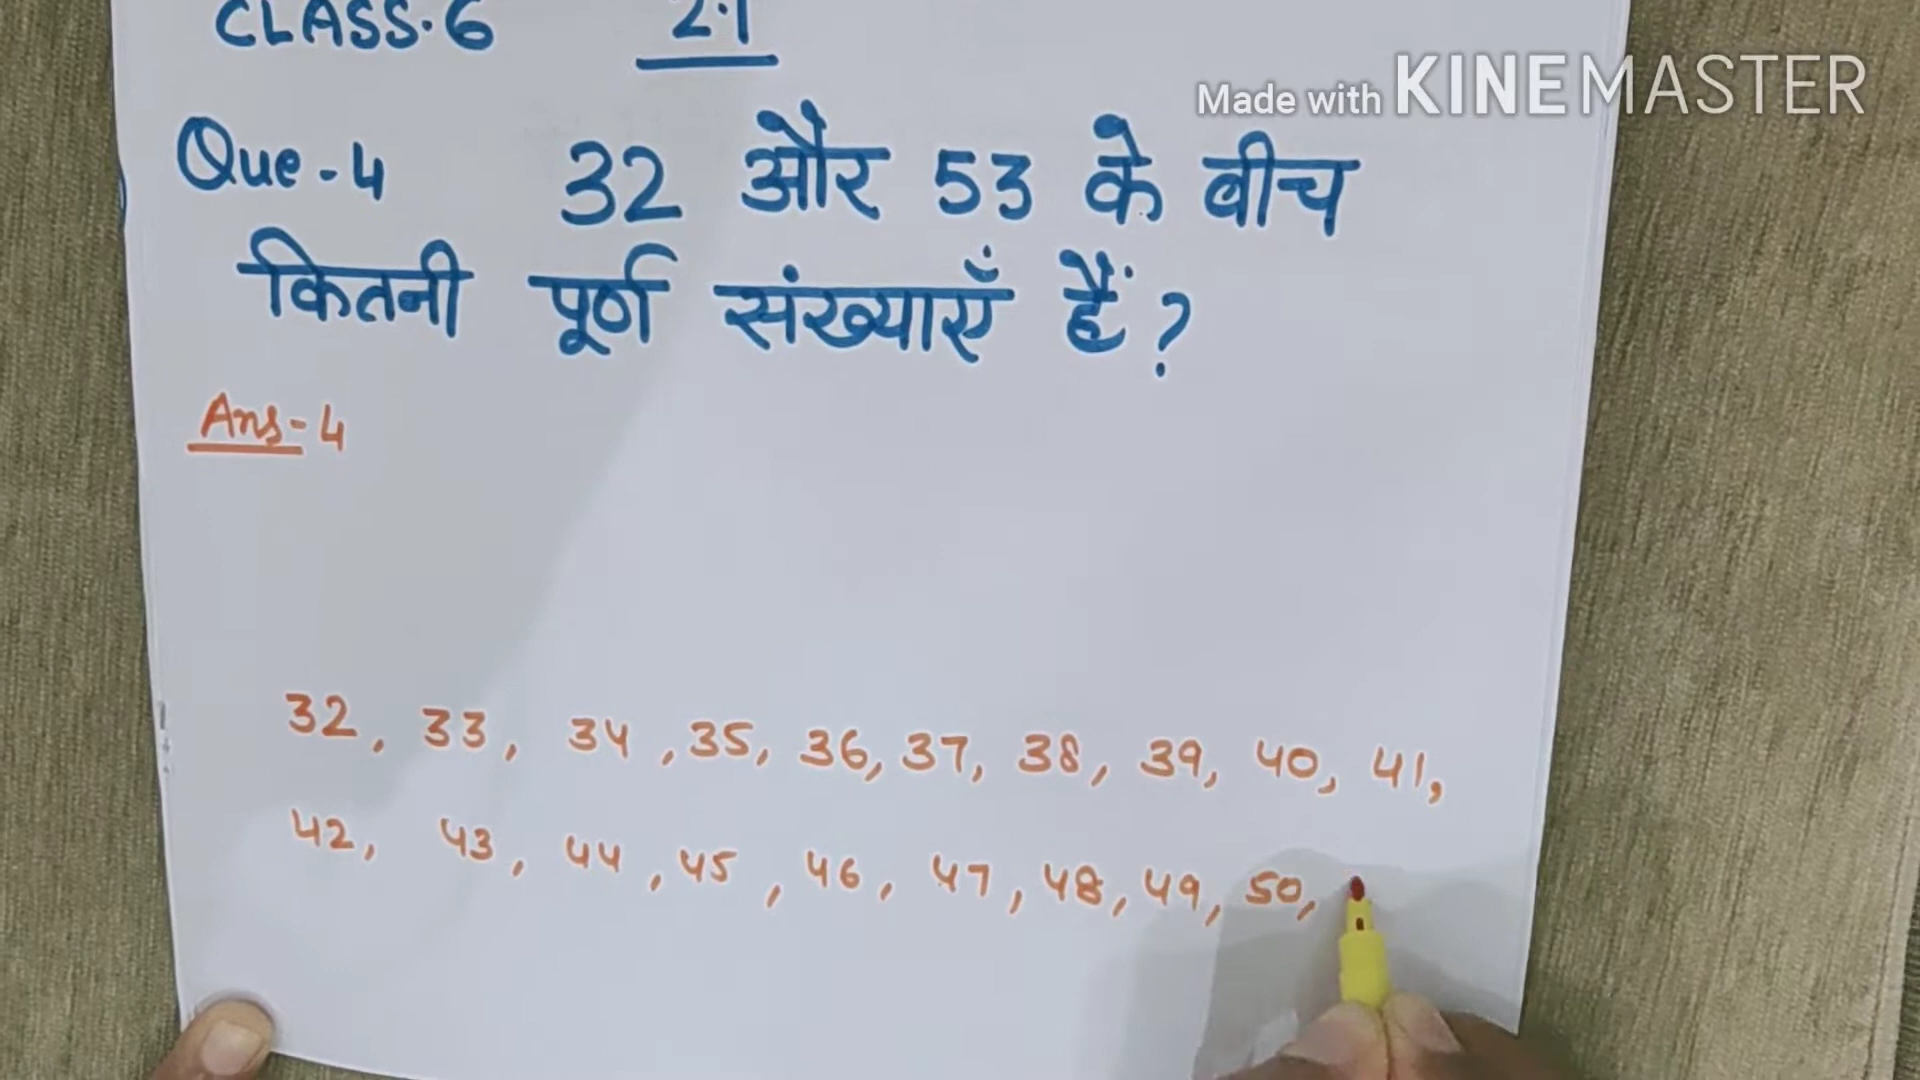 CLASS.6 2.1
Made with KINEMASTER
Que-4 32 और 53 के बीच
कितनी पूर्ण संख्याएँ हैं?
Ans-4
32, 33, 34, 35, 36, 37, 38, 39, 40, 41,
42, 43, 44, 45, 46, 47, 48, 49, 50,